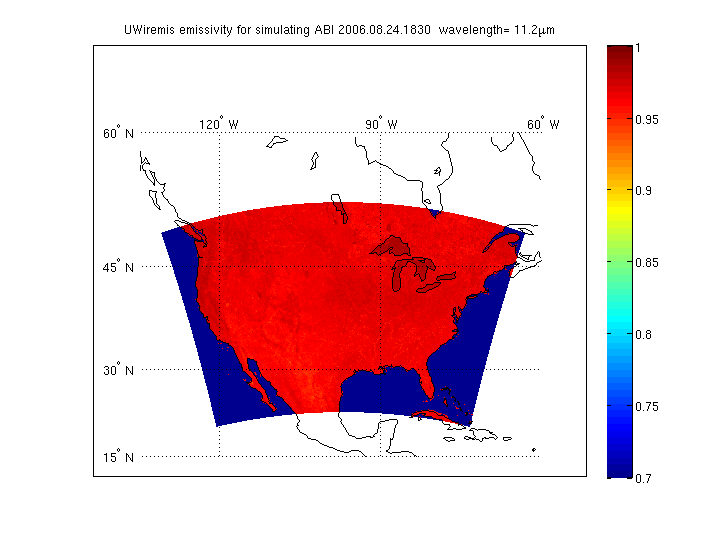 UWiremis emissivity for simulating ABI 2006.08.24.1830 wavelength= 11.2μm
120° W 90° W 60° W
60° N
45° N
30° N
15° N
1
0.95
0.9
0.85
0.8
0.75
0.7